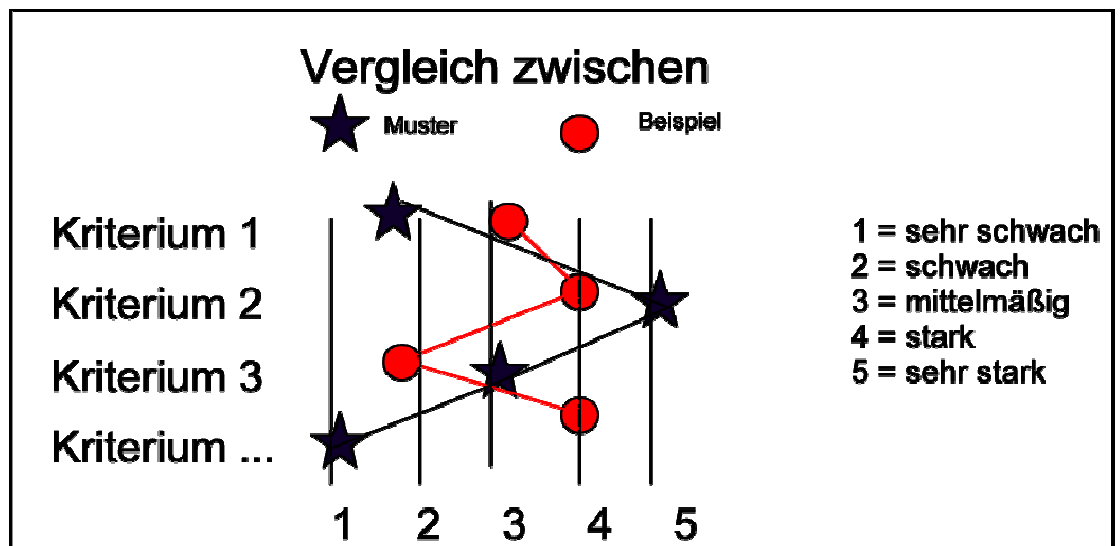 Vergleich zwischen
Muster Beispiel
Kriterium 1
Kriterium 2
Kriterium 3
Kriterium ...
1 = sehr schwach
2 = schwach
3 = mittelmäßig
4 = stark
5 = sehr stark
1 2 3 4 5